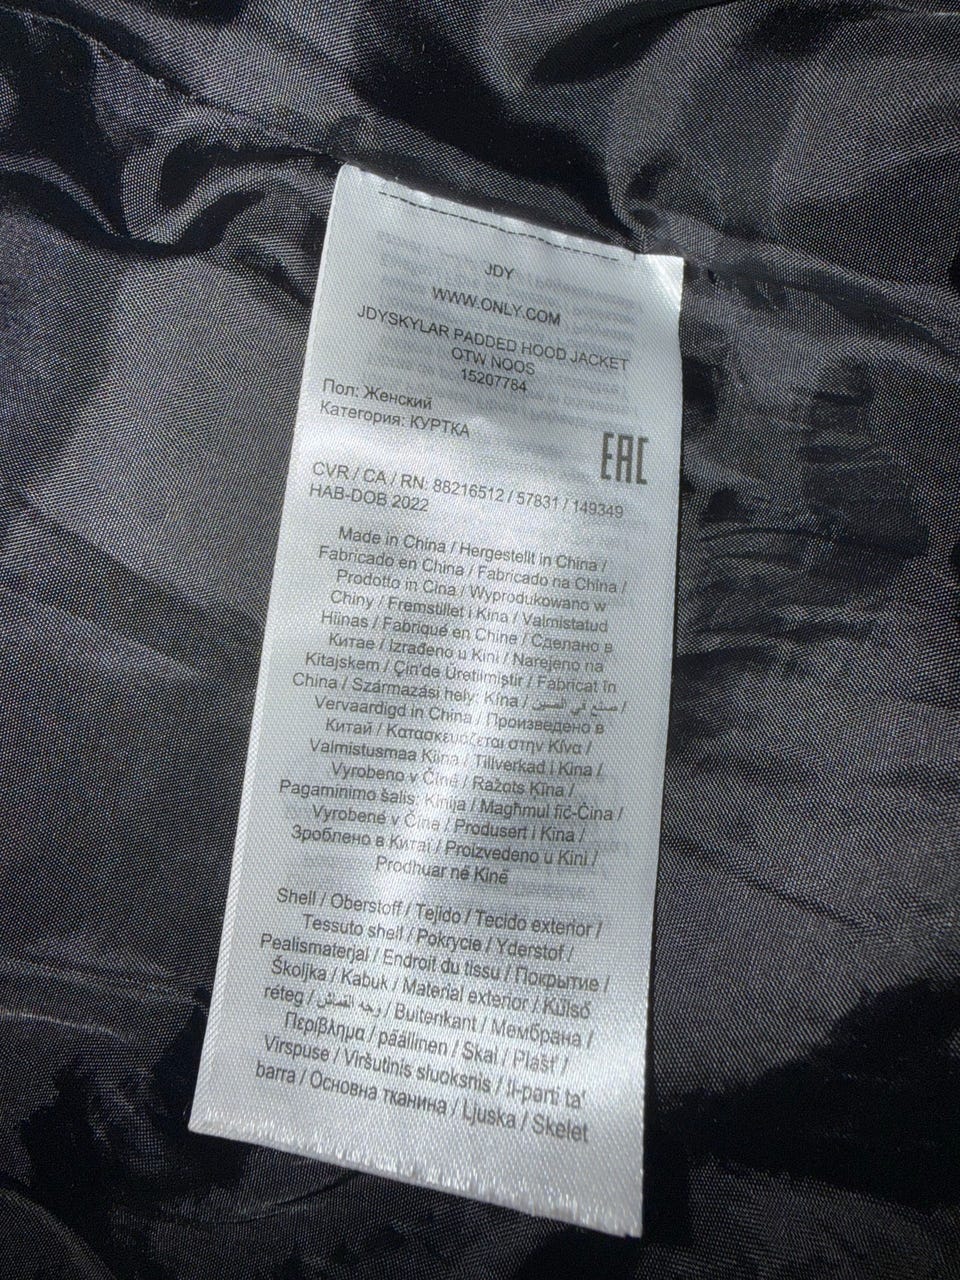 JDY
WWW.ONLY.COM
JDYSKYLAR PADDED HOOD JACKET
OTW NOOS
15207784
Пол: Женский
Категория: КУРТКА
EAC
CVR / CA / RN: 88216512 / 57831 / 149349
HAB-DOB 2022
Made in China / Hergestellt in China /
Fabricado en China / Fabricado na China /
Prodotto in Cina / Wyprodukowano w
Chiny / Fremstillet i Kina / Valmistatud
Hiinas / Fabriqué en Chine / Сделано в
Китае / Izrađeno u Kini / Narejeno na
Kitajskem / Çin'de Üretilmiştir / Fabricat în
China / Származási hely: Kína / صنع في الصين /
Vervaardigd in China / Произведено в
Китай / Κατασκευάζεται στην Κίνα /
Valmistusmaa Kiina / Tillverkad i Kina /
Vyrobeno v Číně / Ražots Ķīna /
Pagaminimo šalis: Kinija / Magħmul fiċ-Ċina /
Vyrobené v Číne / Produsert i Kina /
Зроблено в Китаї / Proizvedeno u Kini /
Prodhuar në Kinë
Shell / Oberstoff / Tejido / Tecido exterior /
Tessuto shell / Pokrycie / Yderstof /
Pealismaterjal / Endroit du tissu / Покрытие /
Školjka / Kabuk / Material exterior / Külső
réteg / وجه القماش / Buitenkant / Мембрана /
Περίβλημα / päällinen / Skal / Plášť /
Virspuse / Viršutinis sluoksnis / Il-parti ta'
barra / Основна тканина / Ljuska / Skelet